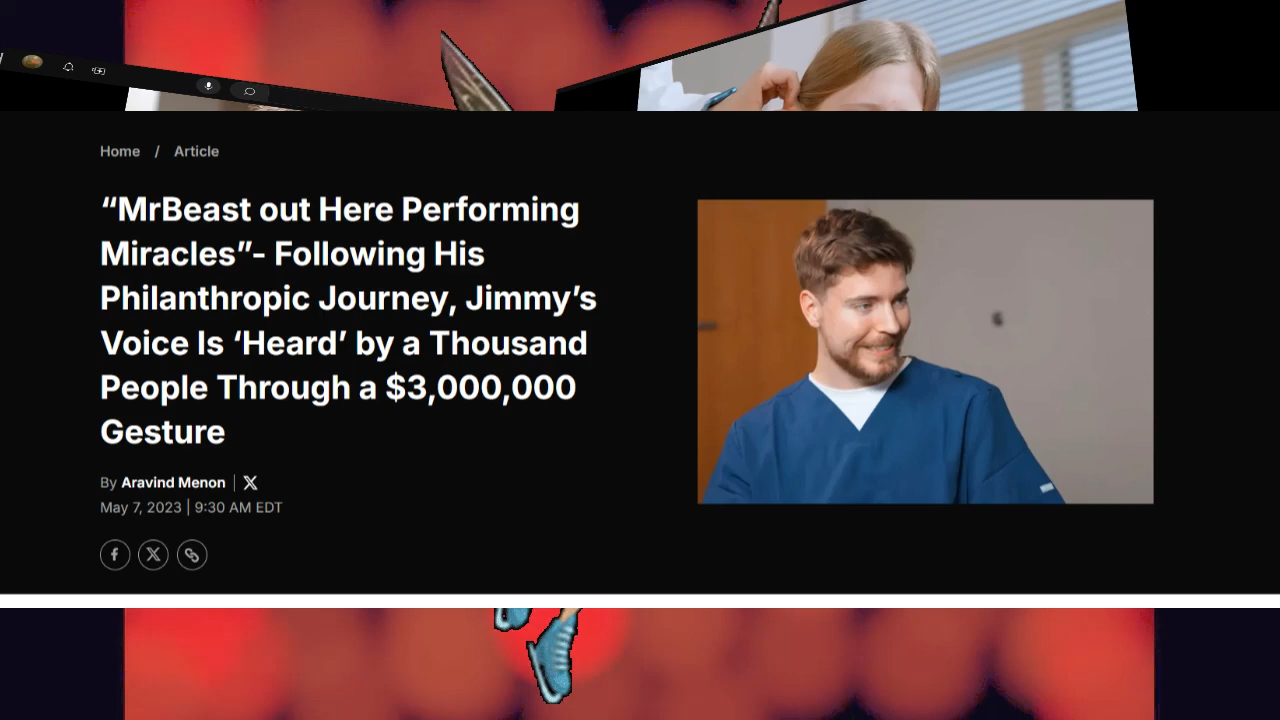 Home / Article
“MrBeast out Here Performing
Miracles”- Following His
Philanthropic Journey, Jimmy’s
Voice Is ‘Heard’ by a Thousand
People Through a $3,000,000
Gesture
By Aravind Menon | X
May 7, 2023 | 9:30 AM EDT